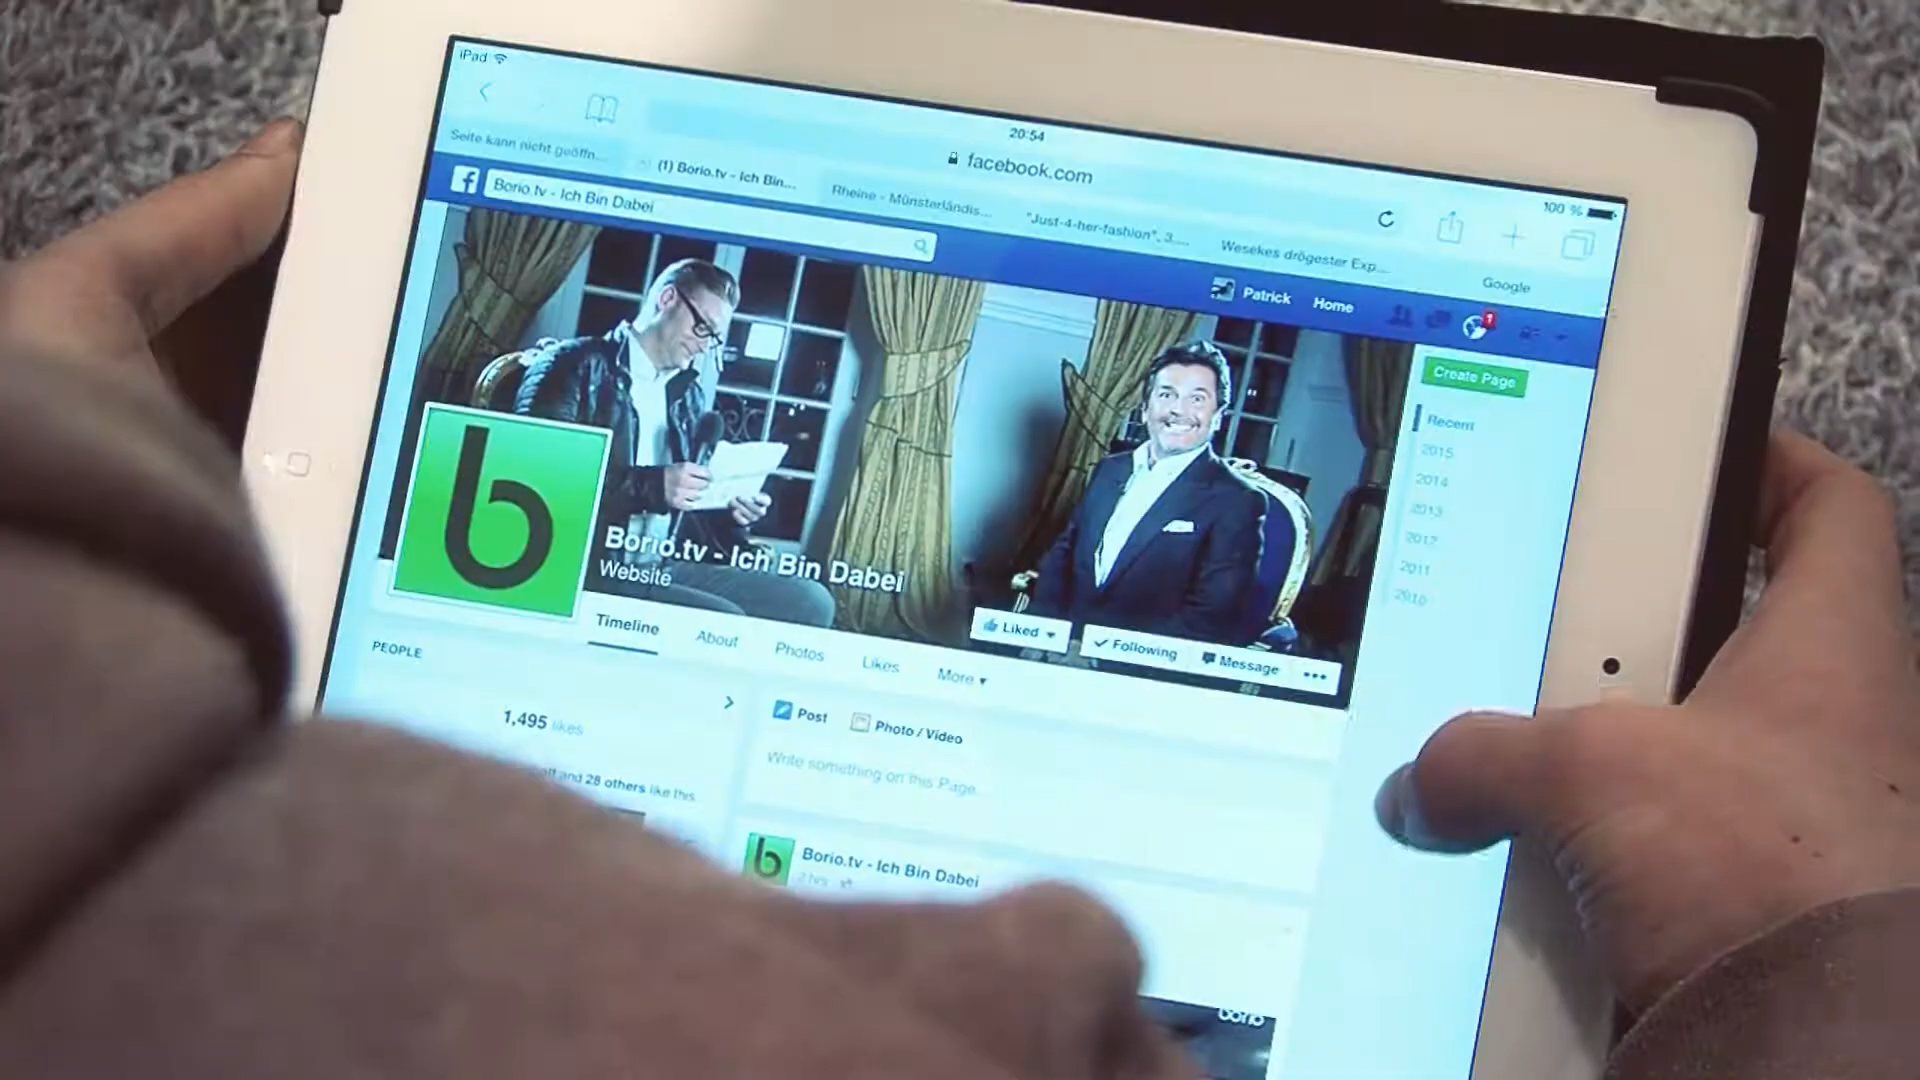 iPad
20:54
100 %
facebook.com
Seite kann nicht geöffn...
(1) Borio.tv - Ich Bin...
Rheine - Münsterländis...
"Just-4-her-fashion", 3....
Wesekes drögester Exp...
Google
f
Borio.tv - Ich Bin Dabei
Patrick
Home
1
Create Page
Recent
2015
2014
2013
2012
2011
2010
b
Borio.tv - Ich Bin Dabei
Website
Liked
Following
Message
Timeline
About
Photos
Likes
More
PEOPLE
1,495 likes
and 28 others like this
Post
Photo / Video
Write something on this Page...
b
Borio.tv - Ich Bin Dabei
2 hrs
borio